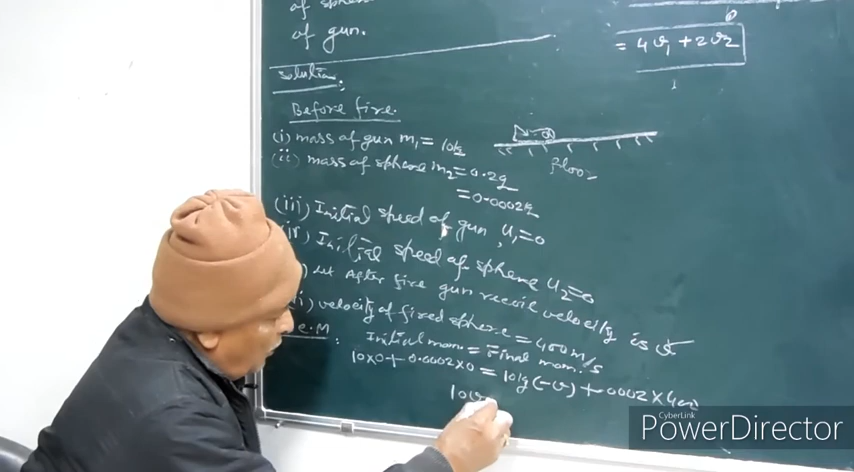 of sphere
of gun.
= 4v₁ + 2v₂
Solution:
Before fire.
(i) mass of gun m₁ = 10kg
(ii) mass of sphere m₂ = 0.2g
= 0.0002kg
floor
(iii) Initial speed of gun, u₁ = 0
(iv) Initial speed of sphere u₂ = 0
) let After fire gun recoil velocity is v
i) velocity of fired sphere = 400m/s
C.O.M: Initial mom. = Final mom.
10×0 + 0.0002×0 = 10kg(-v) + .0002×400
10v
CyberLink
PowerDirector